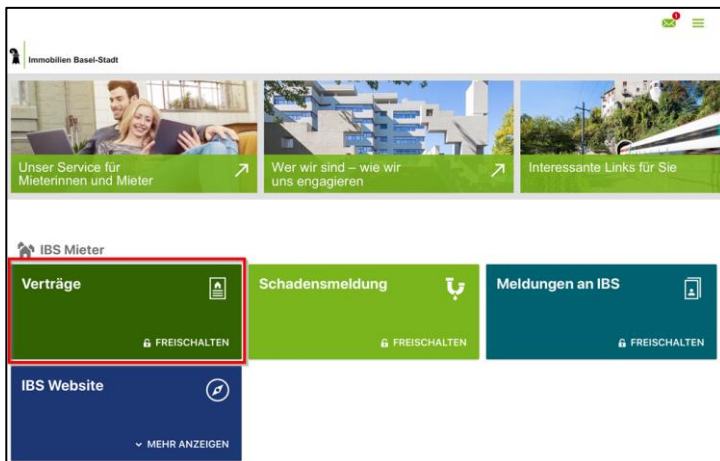 1
Immobilien Basel-Stadt
Unser Service für
Mieterinnen und Mieter
Wer wir sind – wie wir
uns engagieren
Interessante Links für Sie
IBS Mieter
Verträge
FREISCHALTEN
Schadensmeldung
FREISCHALTEN
Meldungen an IBS
FREISCHALTEN
IBS Website
MEHR ANZEIGEN